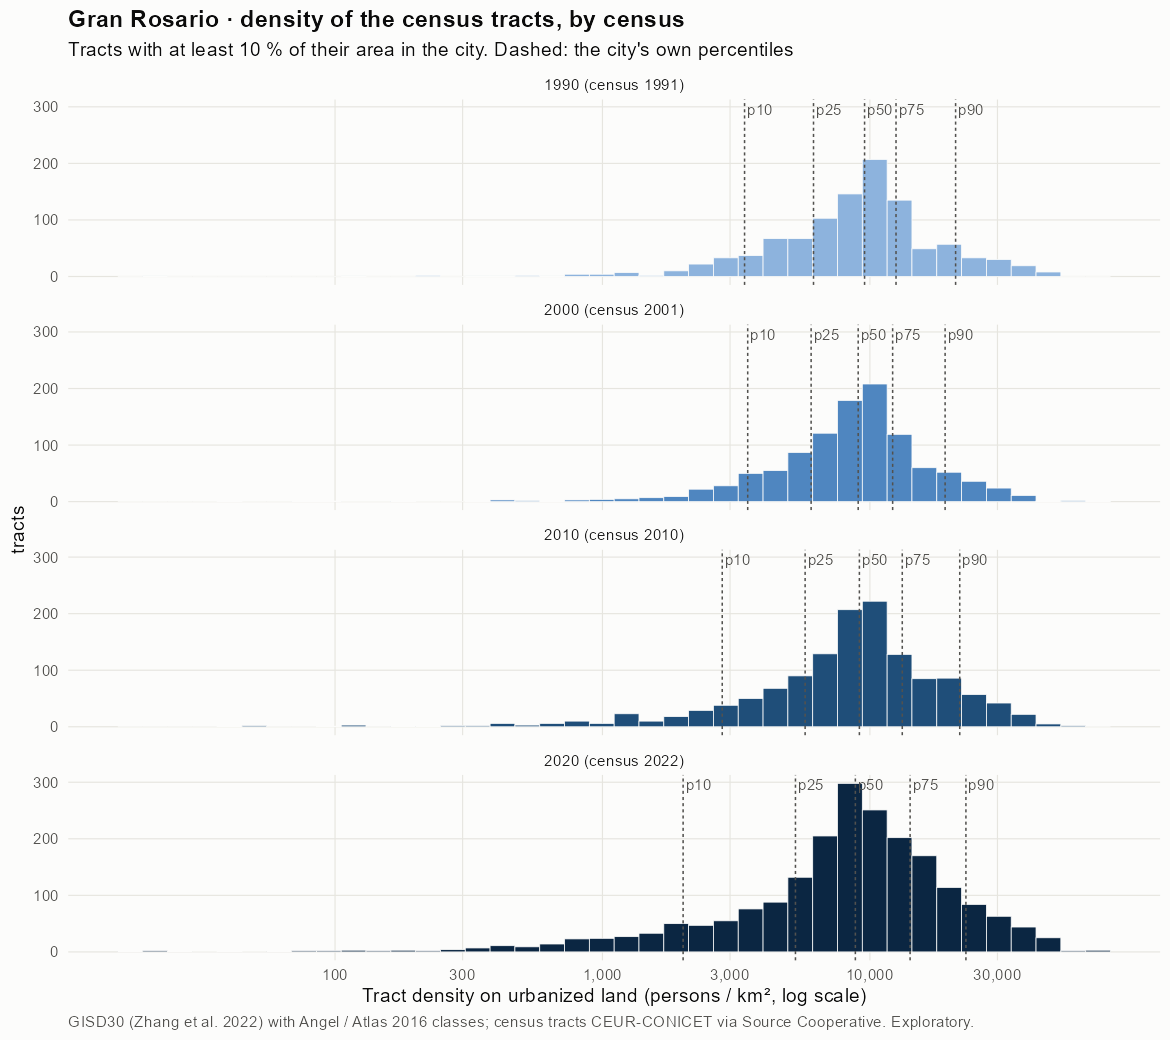 Gran Rosario · density of the census tracts, by census
Tracts with at least 10 % of their area in the city. Dashed: the city's own percentiles
1990 (census 1991)
300
200
100
0
p10
p25
p50
p75
p90
2000 (census 2001)
300
200
100
0
p10
p25
p50
p75
p90
tracts
2010 (census 2010)
300
200
100
0
p10
p25
p50
p75
p90
2020 (census 2022)
300
200
100
0
p10
p25
p50
p75
p90
100
300
1,000
3,000
10,000
30,000
Tract density on urbanized land (persons / km², log scale)
GISD30 (Zhang et al. 2022) with Angel / Atlas 2016 classes; census tracts CEUR-CONICET via Source Cooperative. Exploratory.